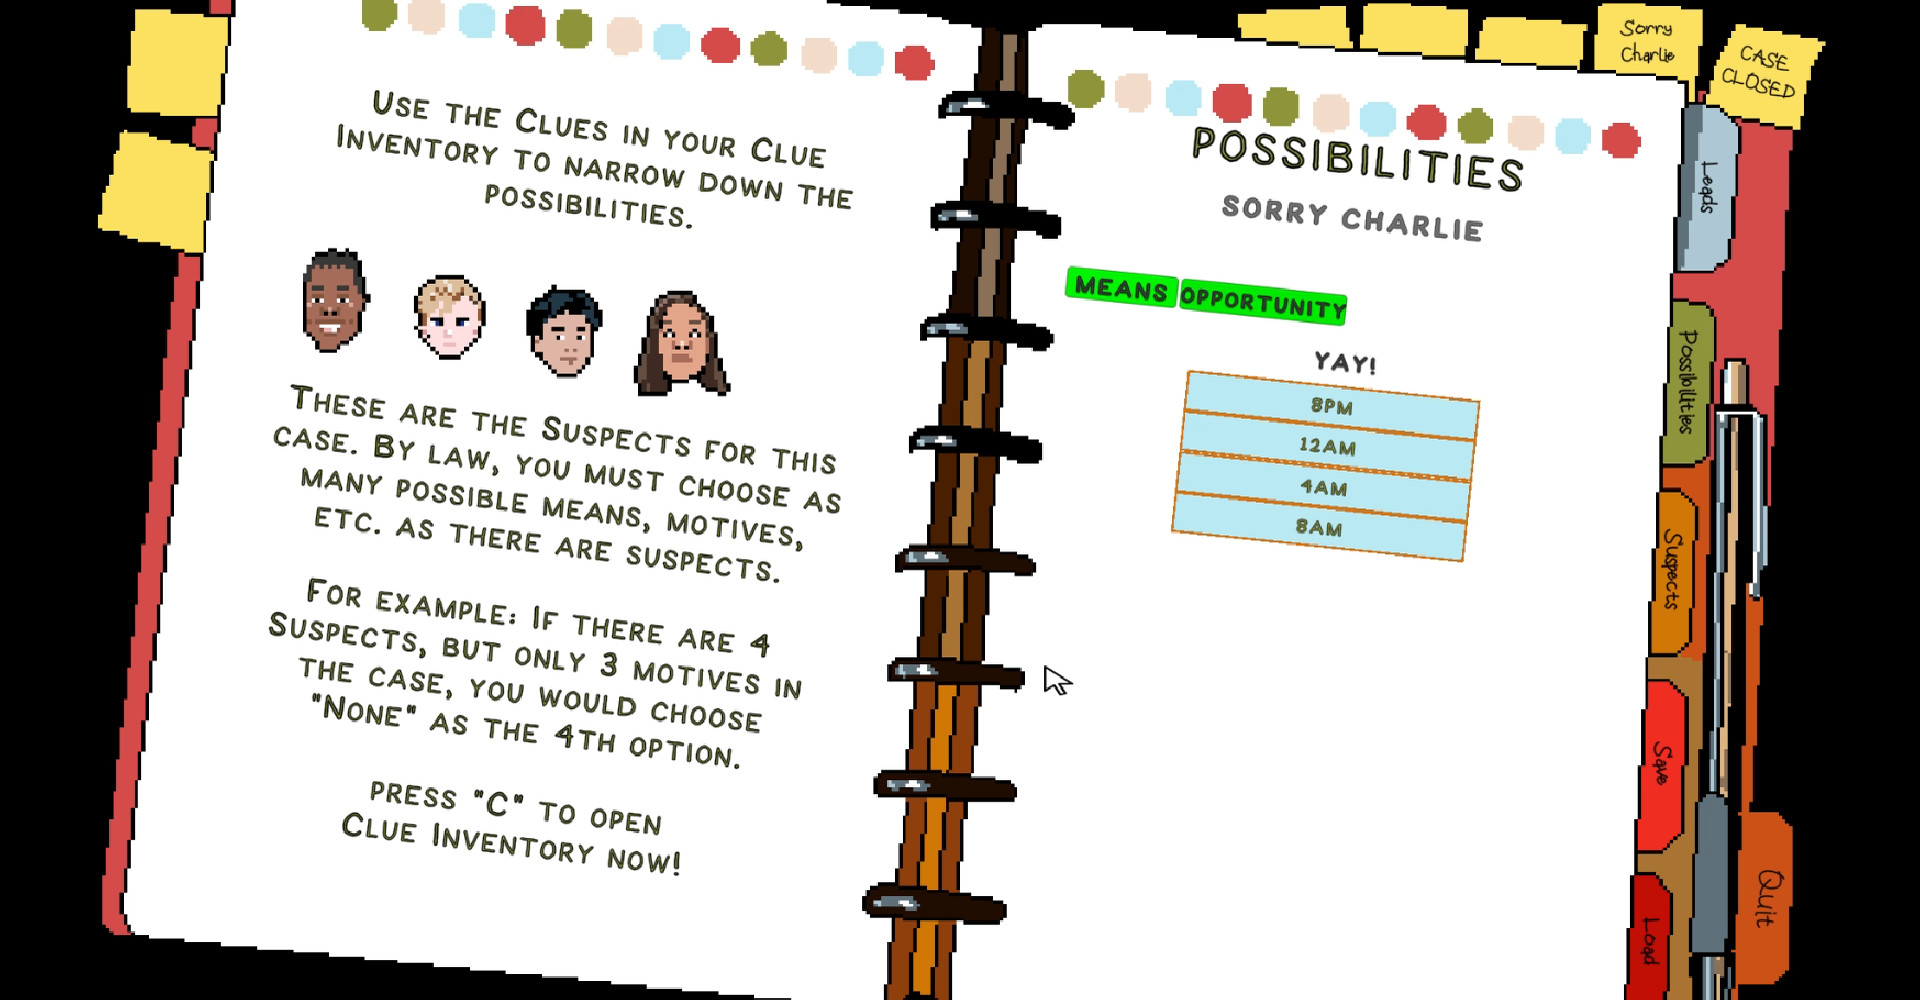 USE THE CLUES IN YOUR CLUE
INVENTORY TO NARROW DOWN THE
POSSIBILITIES.
THESE ARE THE SUSPECTS FOR THIS
CASE. BY LAW, YOU MUST CHOOSE AS
MANY POSSIBLE MEANS, MOTIVES,
ETC. AS THERE ARE SUSPECTS.
FOR EXAMPLE: IF THERE ARE 4
SUSPECTS, BUT ONLY 3 MOTIVES IN
THE CASE, YOU WOULD CHOOSE
"NONE" AS THE 4TH OPTION.
PRESS "C" TO OPEN
CLUE INVENTORY NOW!
POSSIBILITIES
SORRY CHARLIE
MEANS OPPORTUNITY
YAY!
8PM
12AM
4AM
8AM
Sorry
Charlie
CASE
CLOSED
Leads
Possibilities
Suspects
Save
Load
Quit